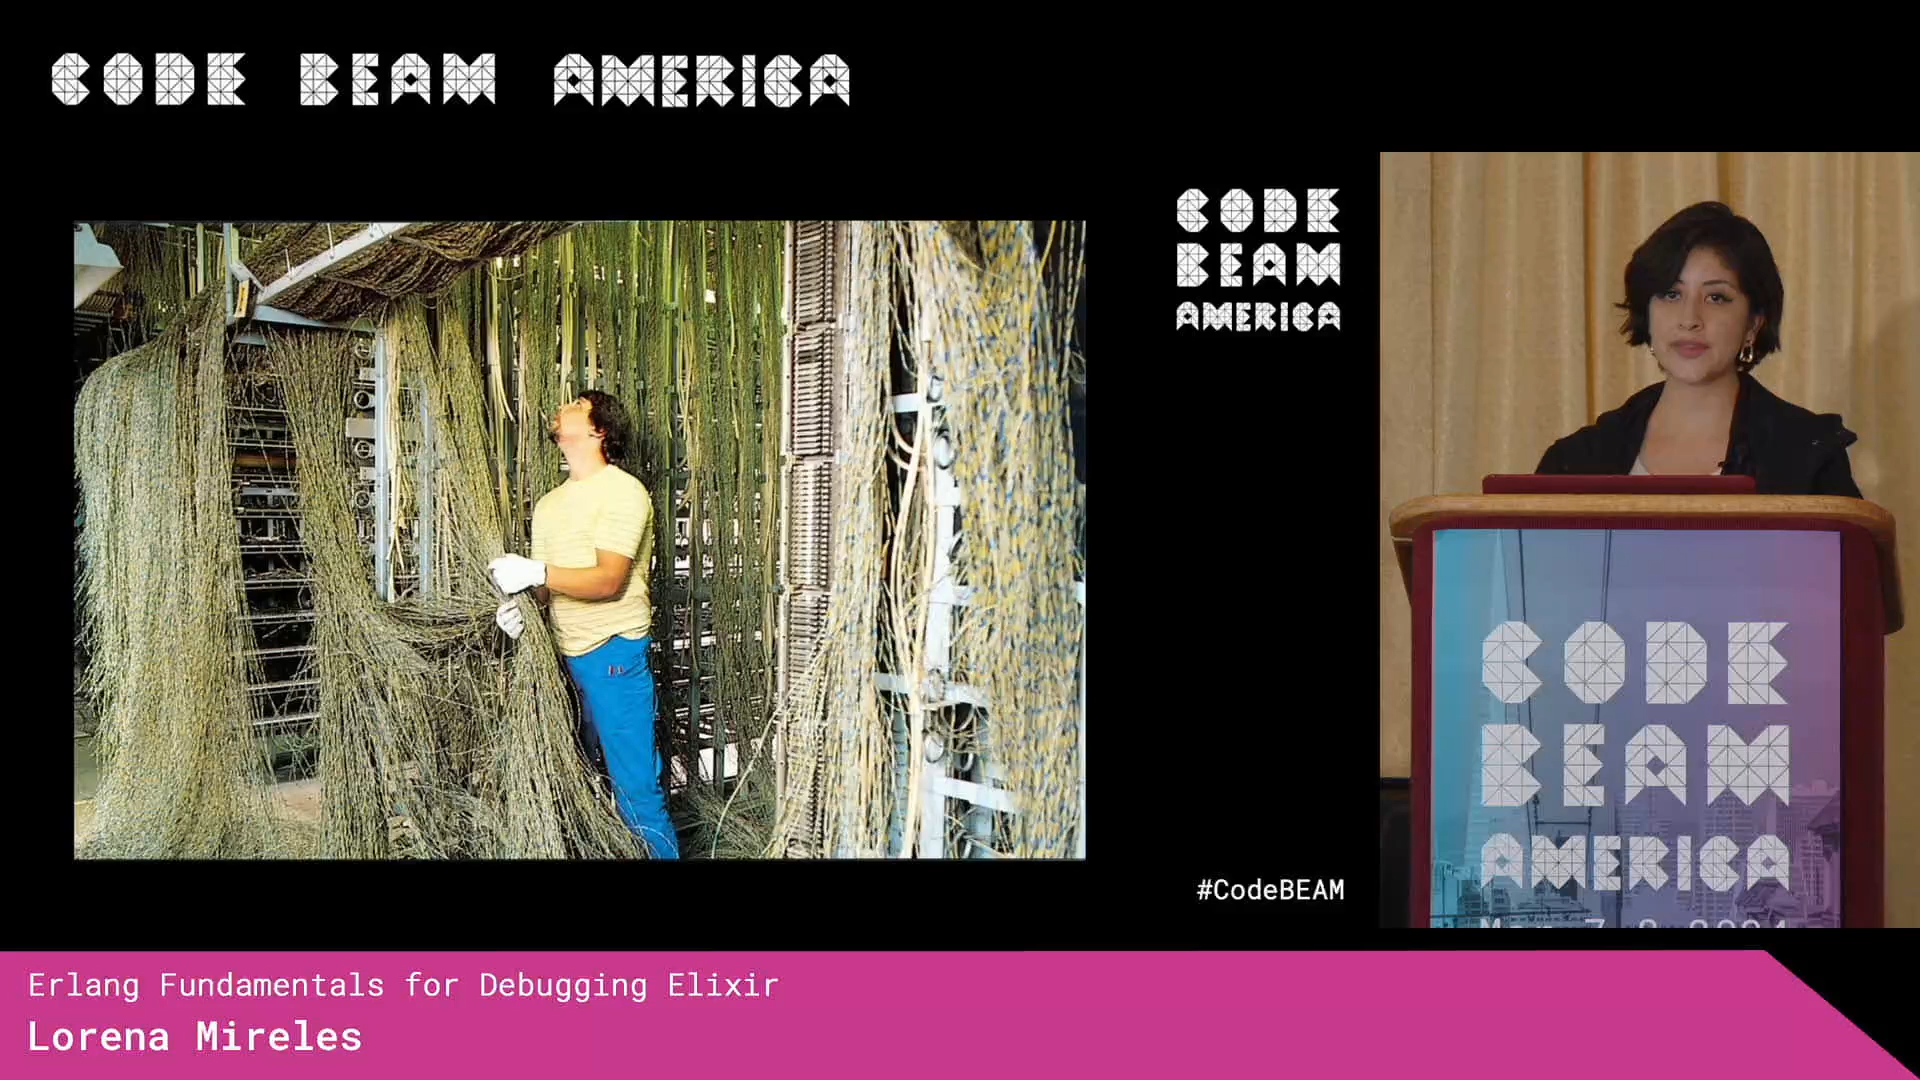 CODE BEAM AMERICA
CODE
BEAM
AMERICA
#CodeBEAM
CODE
BEAM
AMERICA
Erlang Fundamentals for Debugging Elixir
Lorena Mireles